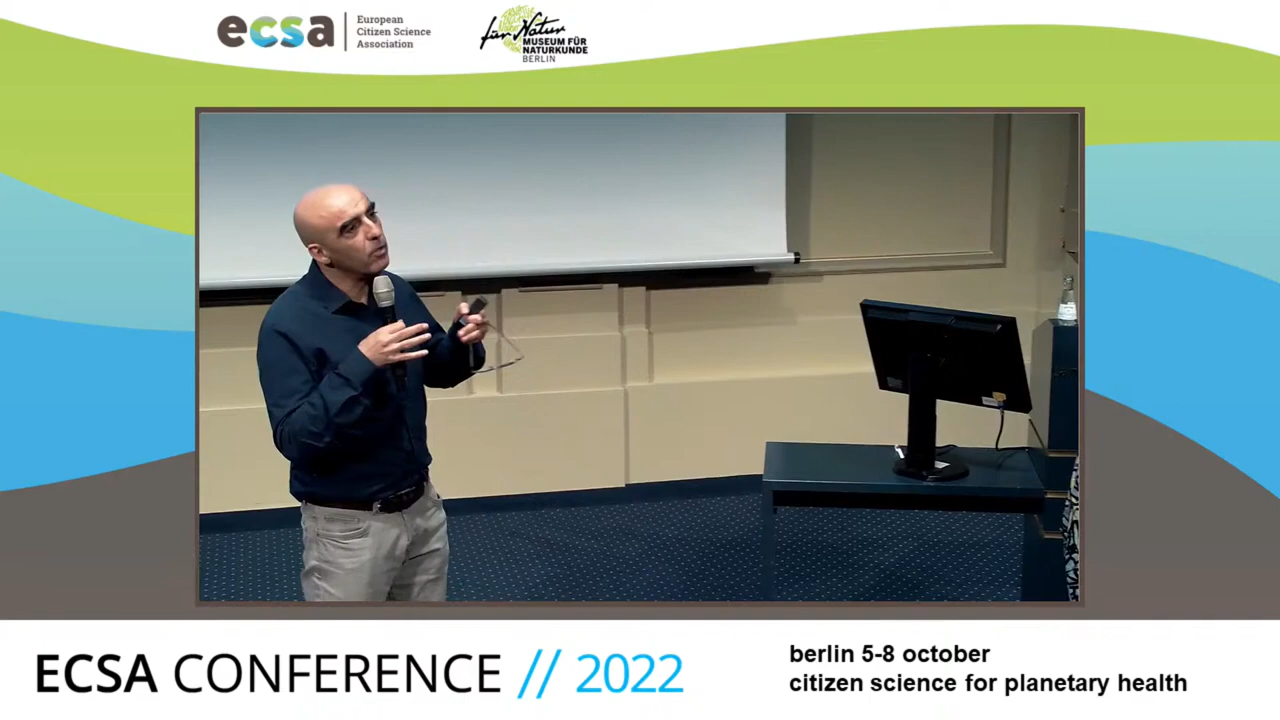 ecsa
European
Citizen Science
Association
für Natur
MUSEUM FÜR
NATURKUNDE
BERLIN
ECSA CONFERENCE // 2022
berlin 5-8 october
citizen science for planetary health